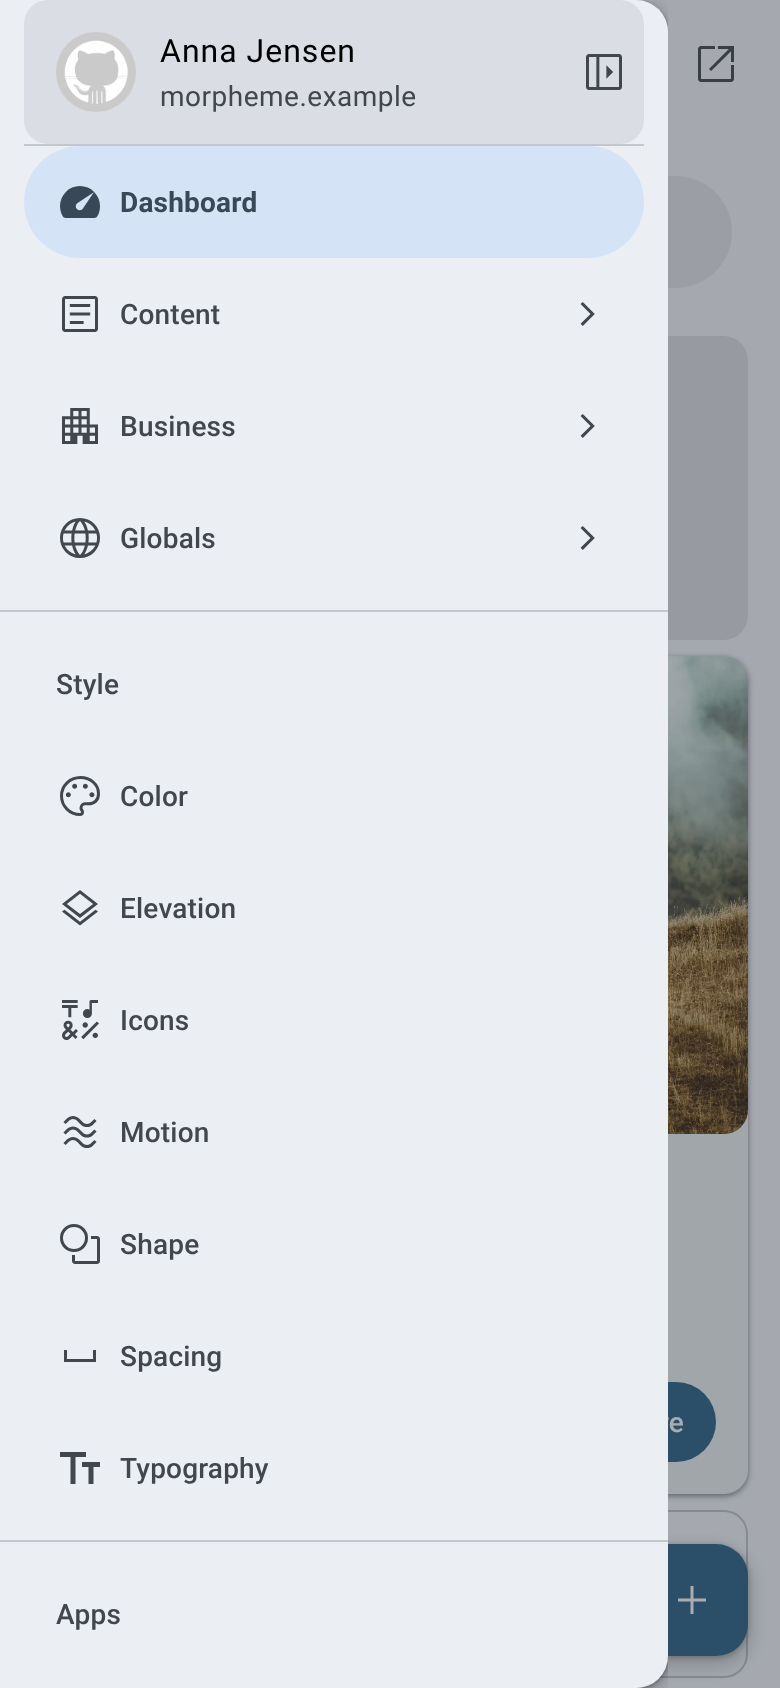 Anna Jensen
morpheme.example
Dashboard
Content
Business
Globals
Style
Color
Elevation
Icons
Motion
Shape
Spacing
Typography
Apps